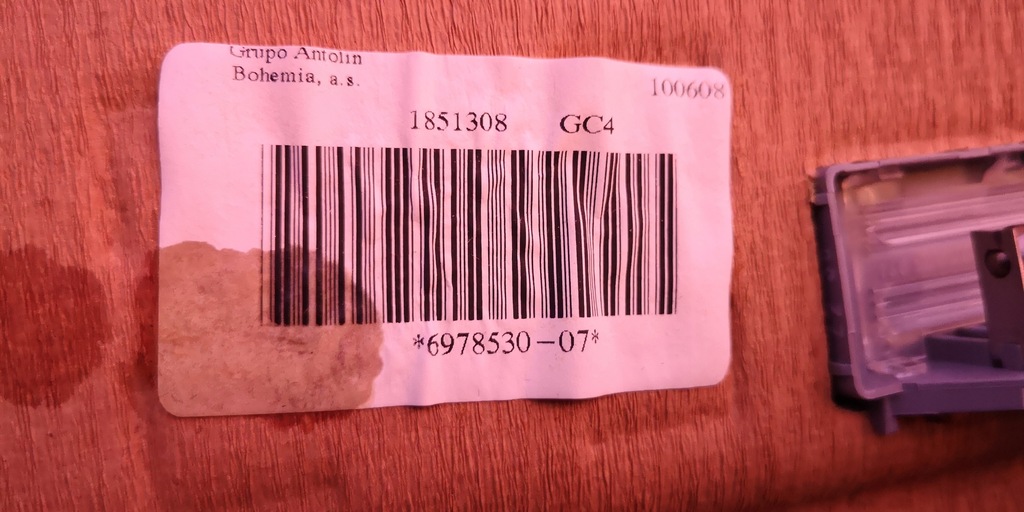 Grupo Antolin
Bohemia, a.s.
100608
1851308 GC4
*6978530-07*